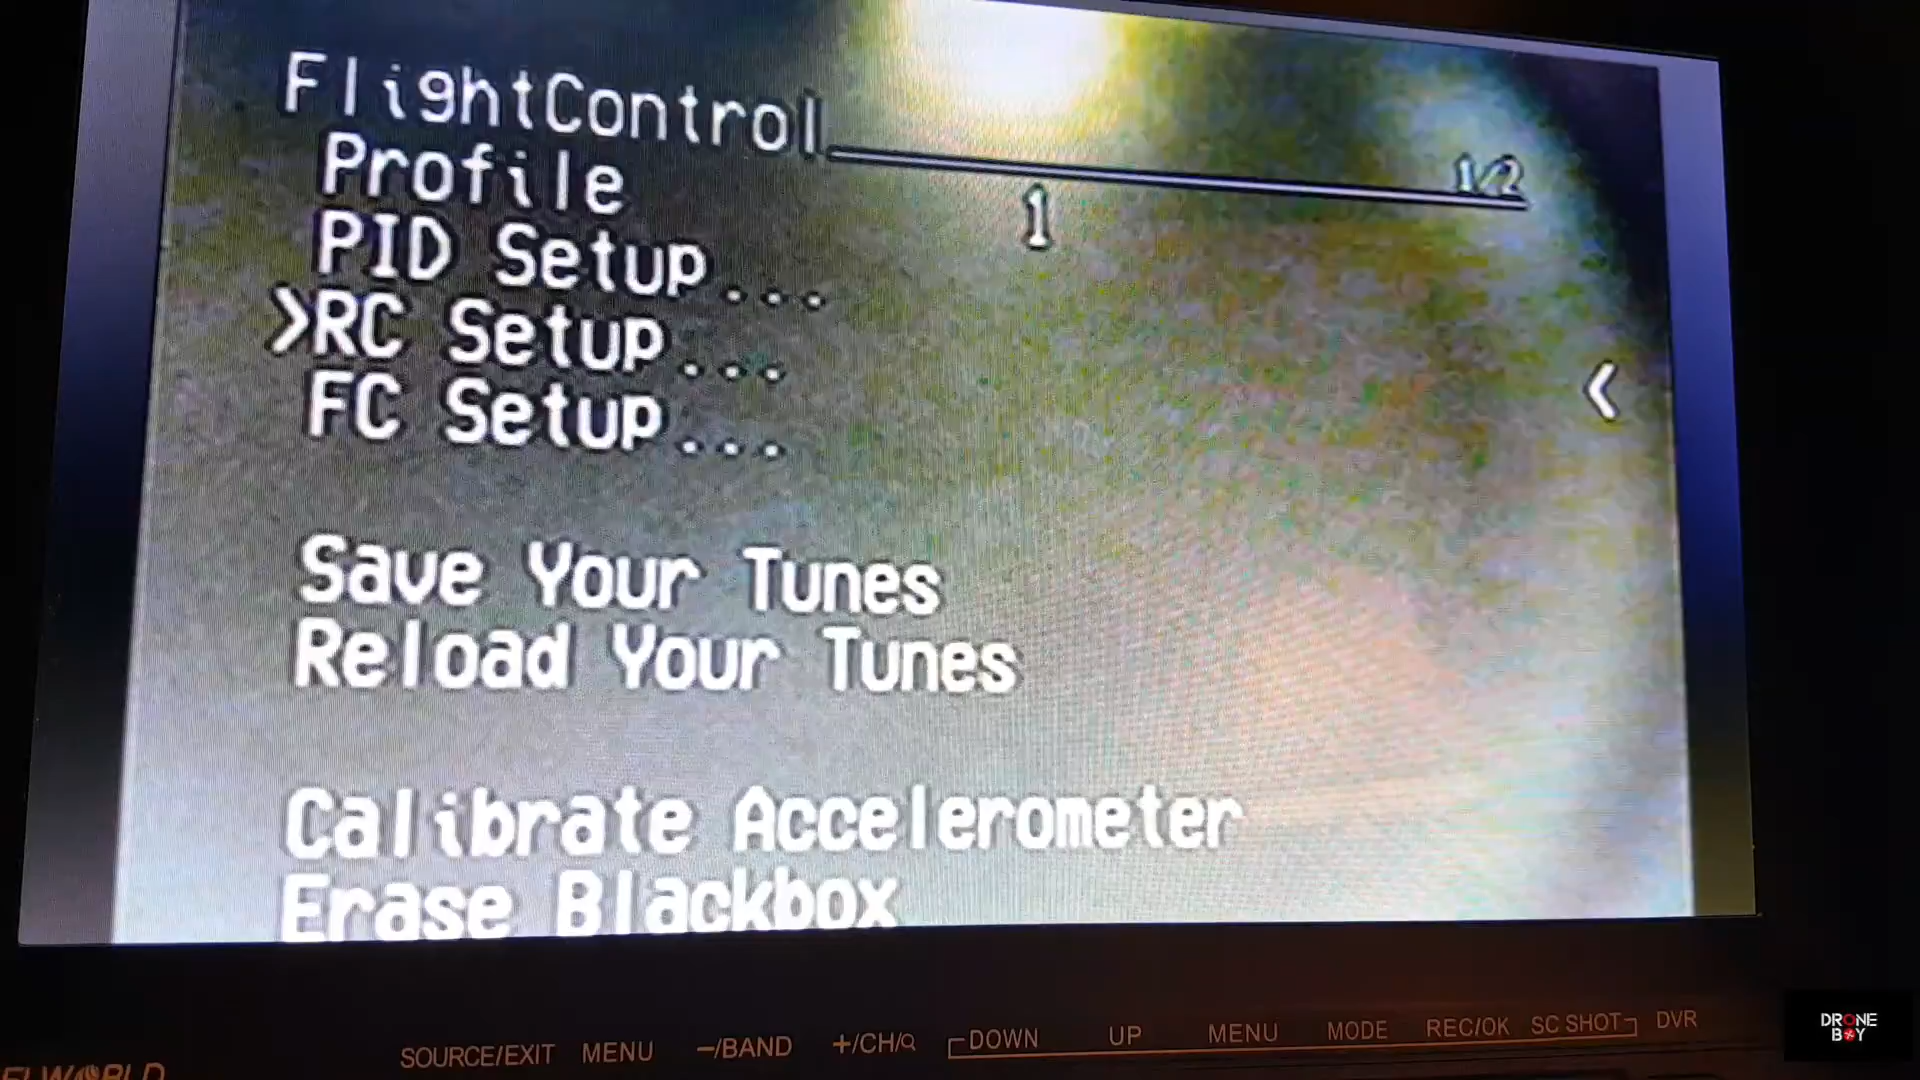 FlightControl 1/2
Profile 1
PID Setup...
>RC Setup... <
FC Setup...
Save Your Tunes
Reload Your Tunes
Calibrate Accelerometer
Erase Blackbox
SOURCE/EXIT MENU −/BAND +/CH/ DOWN UP MENU MODE REC/OK SC SHOT DVR
DRONE
BOY